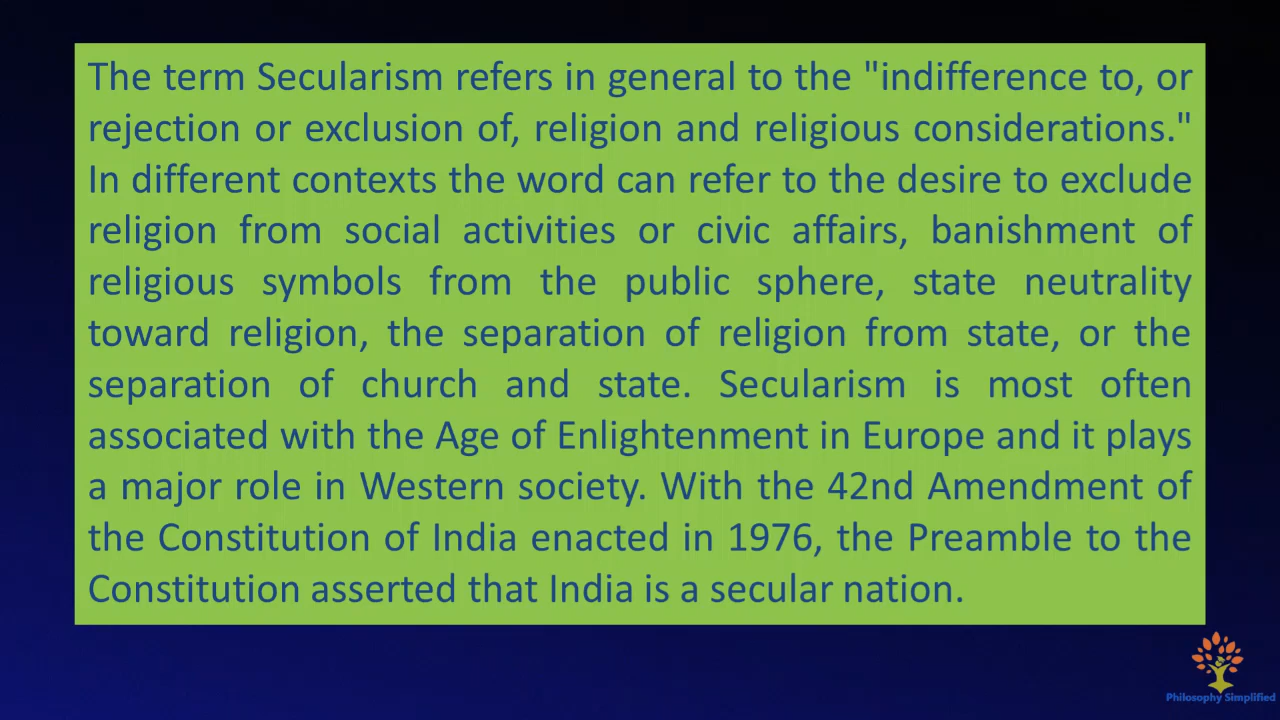 The term Secularism refers in general to the "indifference to, or
rejection or exclusion of, religion and religious considerations."
In different contexts the word can refer to the desire to exclude
religion from social activities or civic affairs, banishment of
religious symbols from the public sphere, state neutrality
toward religion, the separation of religion from state, or the
separation of church and state. Secularism is most often
associated with the Age of Enlightenment in Europe and it plays
a major role in Western society. With the 42nd Amendment of
the Constitution of India enacted in 1976, the Preamble to the
Constitution asserted that India is a secular nation.
Philosophy Simplified